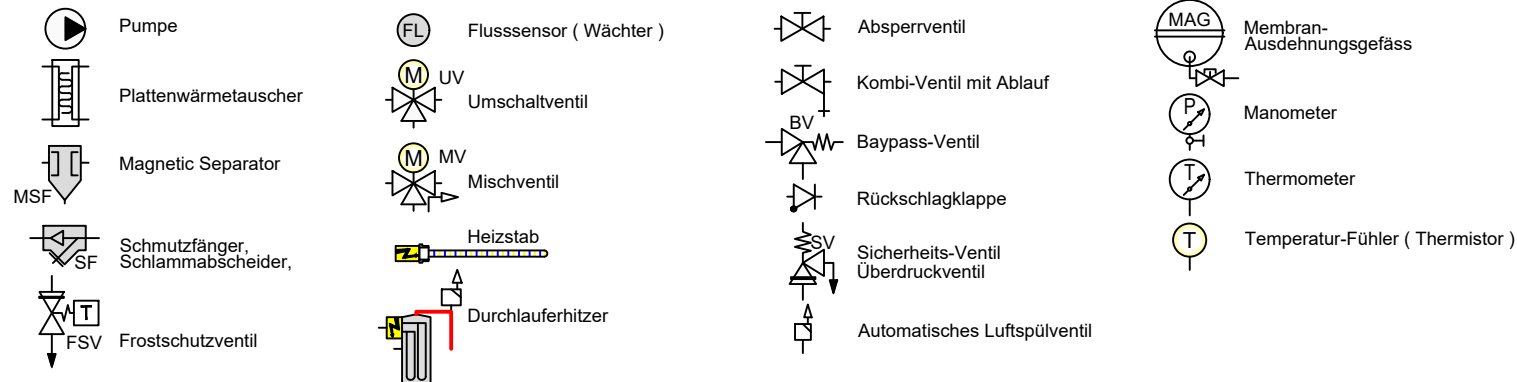 Pumpe
Plattenwärmetauscher
Magnetic Separator
MSF
Schmutzfänger,
Schlammabscheider,
SF
T
FSV
Frostschutzventil
FL
Flusssensor ( Wächter )
M
UV
Umschaltventil
M
MV
Mischventil
Heizstab
Durchlauferhitzer
Absperrventil
Kombi-Ventil mit Ablauf
BV
Baypass-Ventil
Rückschlagklappe
SV
Sicherheits-Ventil
Überdruckventil
Automatisches Luftspülventil
MAG
Membran-
Ausdehnungsgefäss
P
Manometer
T
Thermometer
T
Temperatur-Fühler ( Thermistor )